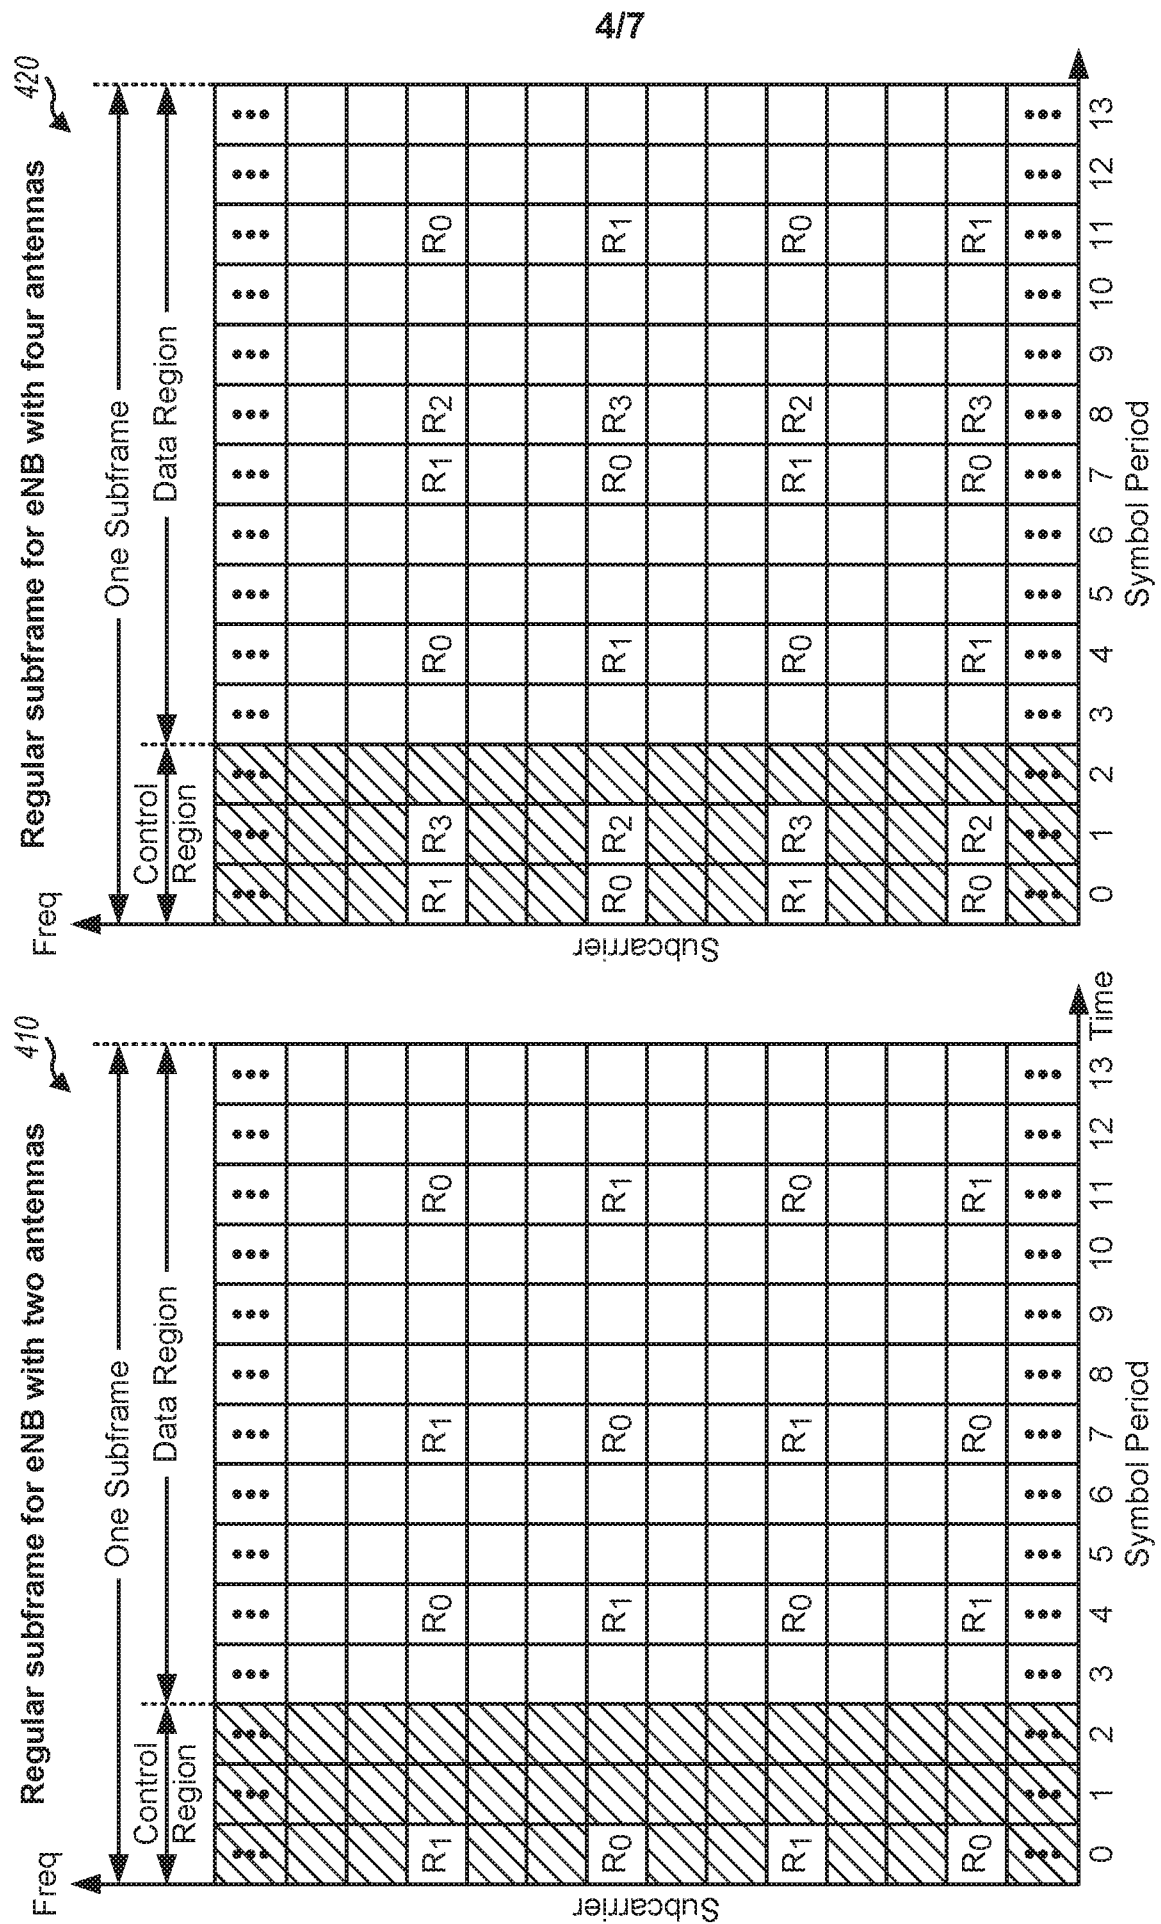 4/7
Regular subframe for eNB with two antennas
410
Freq
One Subframe
Control
Region
Data Region
Subcarrier
R1 R0 R1 R0
R0 R1 R0 R1
R1 R0 R1 R0
R0 R1 R0 R1
0 1 2 3 4 5 6 7 8 9 10 11 12 13
Time
Symbol Period
Regular subframe for eNB with four antennas
420
Freq
One Subframe
Control
Region
Data Region
Subcarrier
R1 R3 R0 R1 R2 R0
R0 R2 R1 R0 R3 R1
R1 R3 R0 R1 R2 R0
R0 R2 R1 R0 R3 R1
0 1 2 3 4 5 6 7 8 9 10 11 12 13
Symbol Period